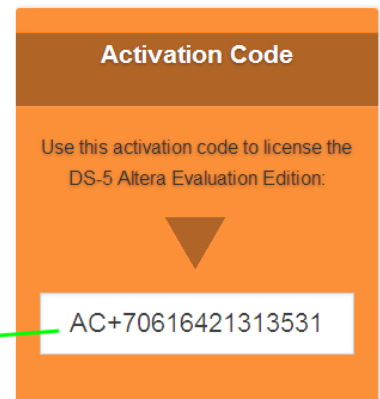 Activation Code
Use this activation code to license the
DS-5 Altera Evaluation Edition:
AC+70616421313531